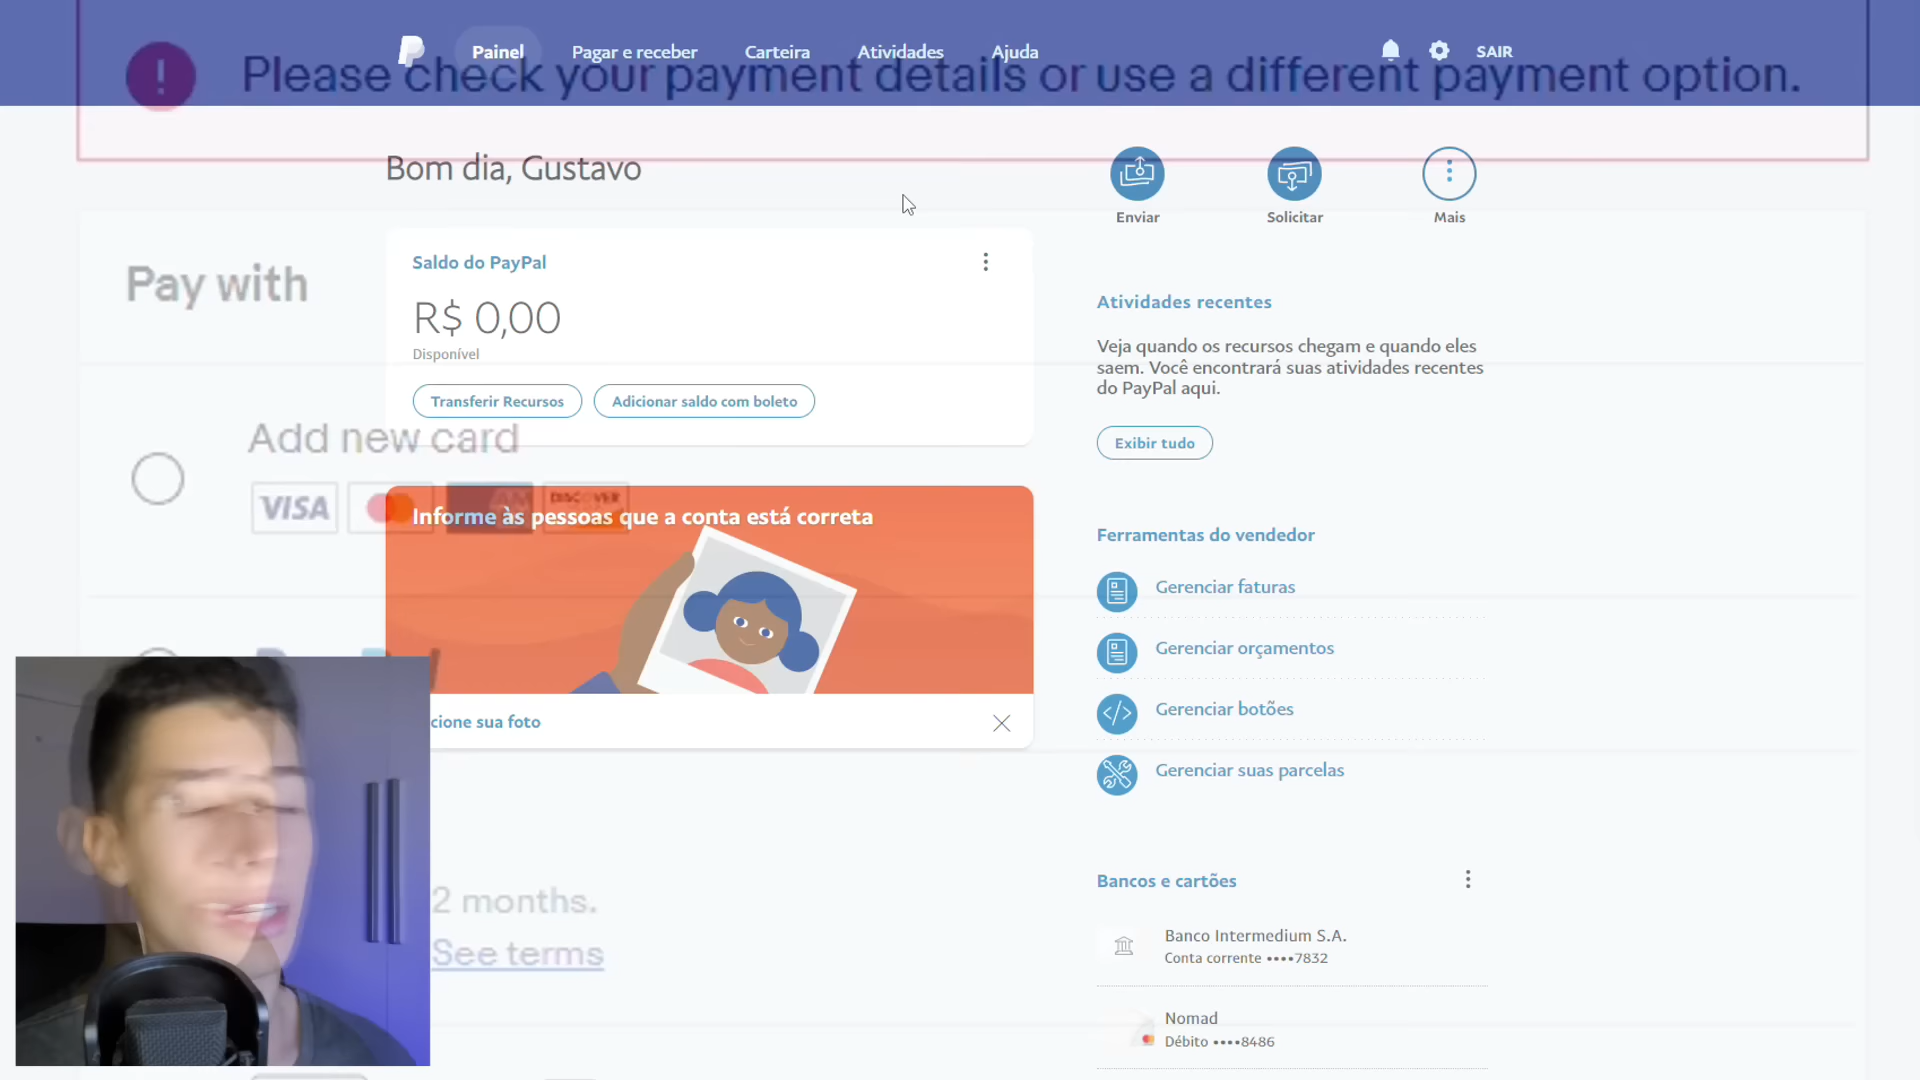 Painel
Pagar e receber
Carteira
Atividades
Ajuda
SAIR
! Please check your payment details or use a different payment option.
Bom dia, Gustavo
Enviar
Solicitar
Mais
Pay with
Saldo do PayPal
R$ 0,00
Disponível
Transferir Recursos
Adicionar saldo com boleto
Atividades recentes
Veja quando os recursos chegam e quando eles
saem. Você encontrará suas atividades recentes
do PayPal aqui.
Exibir tudo
Add new card
VISA
AM
DISCOVER
Informe às pessoas que a conta está correta
cione sua foto
Ferramentas do vendedor
Gerenciar faturas
Gerenciar orçamentos
Gerenciar botões
Gerenciar suas parcelas
2 months.
See terms
Bancos e cartões
Banco Intermedium S.A.
Conta corrente ••••7832
Nomad
Débito ••••8486